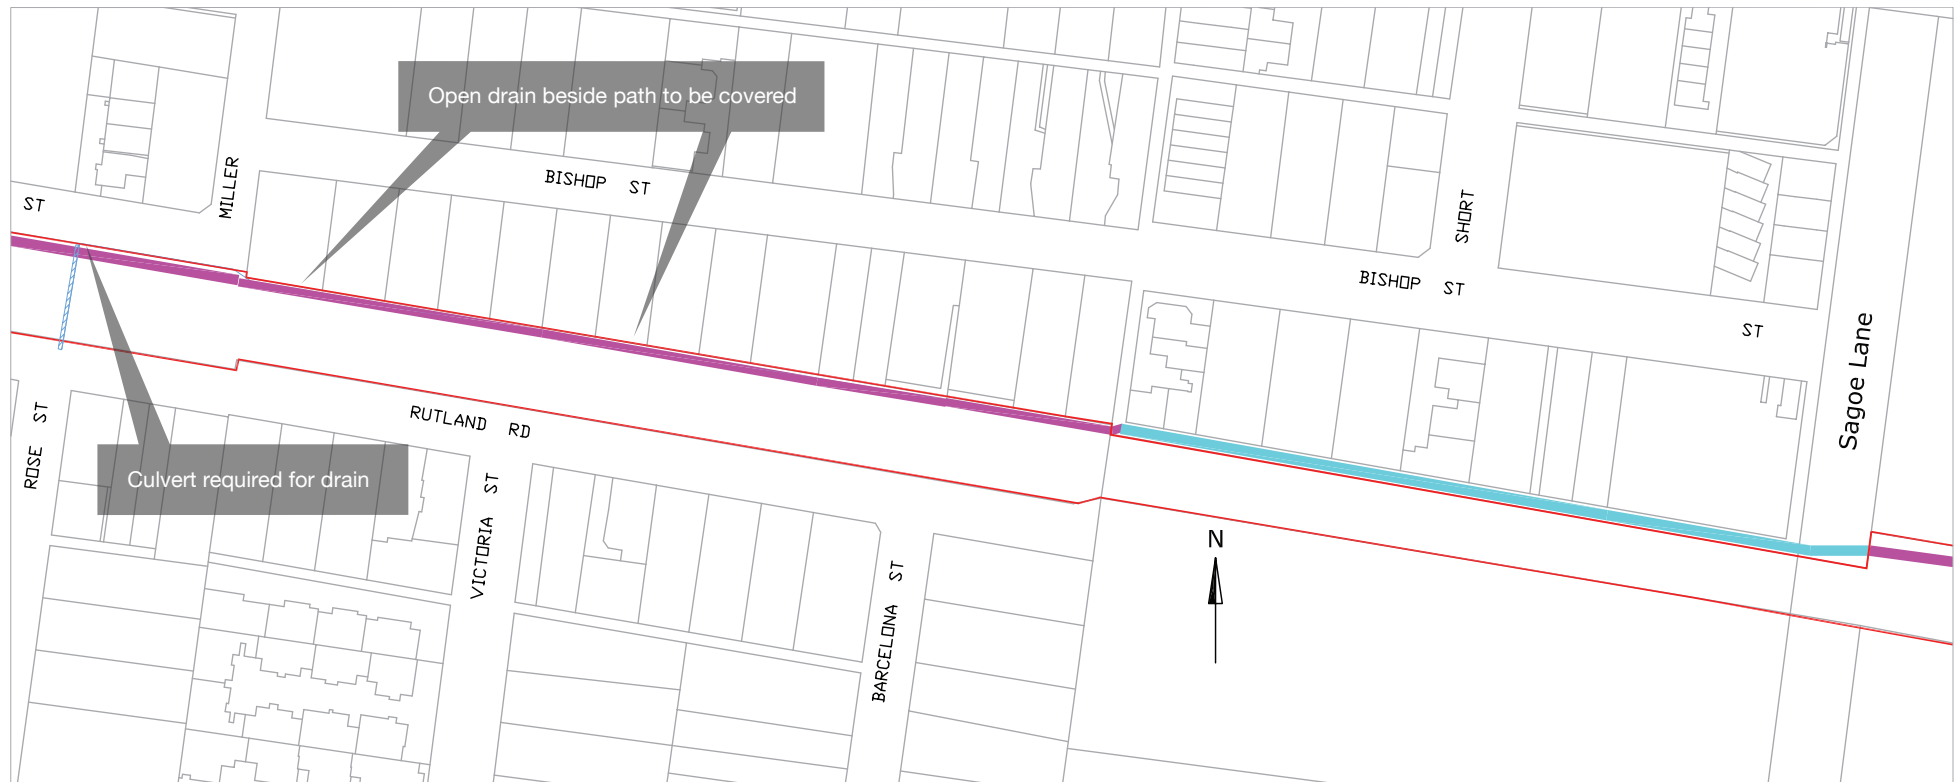 Open drain beside path to be covered
MILLER
BISHOP ST
ST
SHORT
BISHOP ST
ST
Sagoe Lane
RUTLAND RD
ROSE ST
Culvert required for drain
VICTORIA ST
N
BARCELONA ST